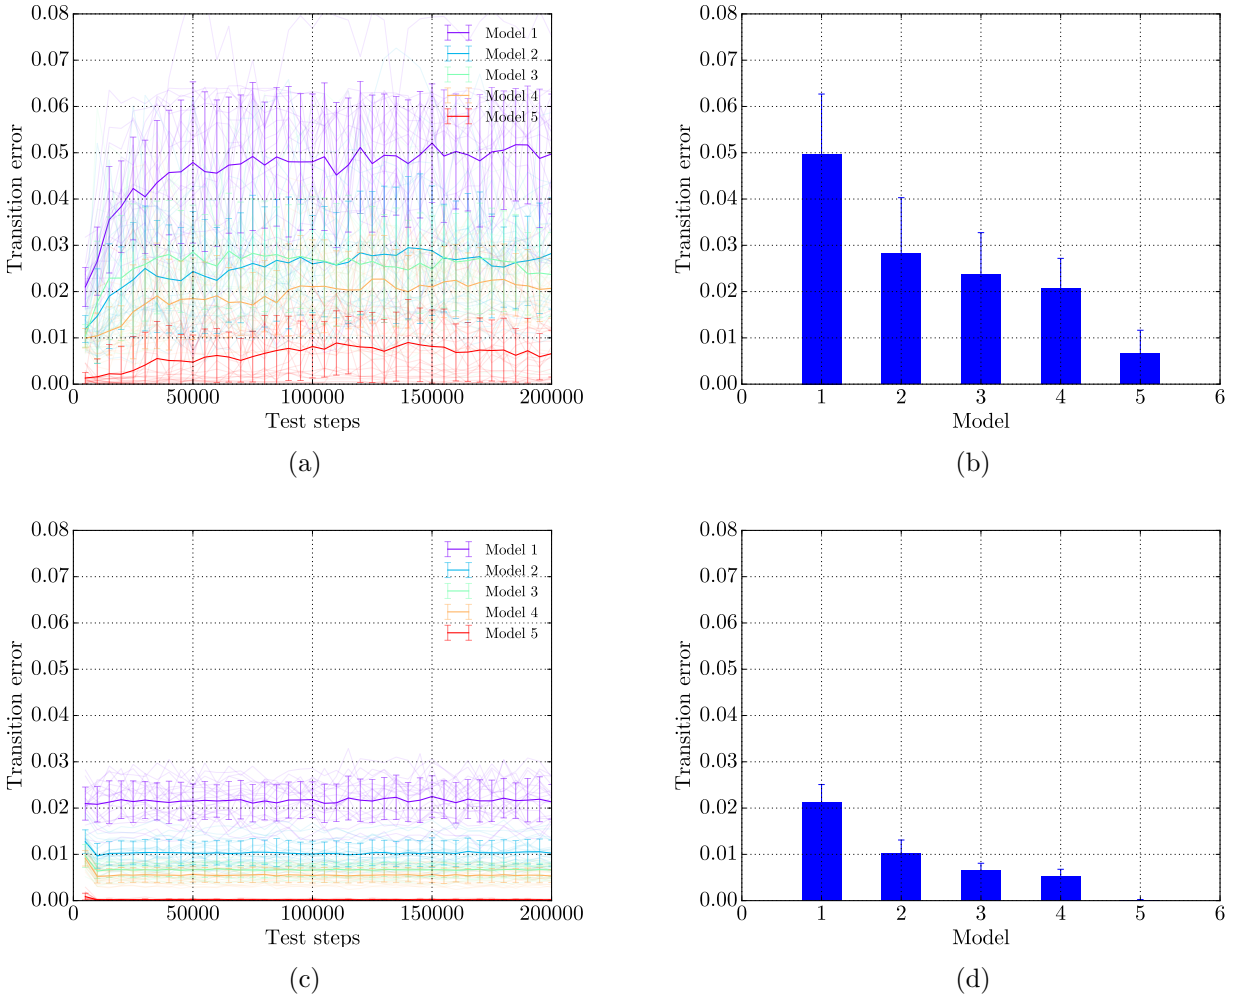 0.08
0.07
0.06
0.05
0.04
0.03
0.02
0.01
0.00
Transition error
0 50000 100000 150000 200000
Test steps
Model 1
Model 2
Model 3
Model 4
Model 5
(a)
0.08
0.07
0.06
0.05
0.04
0.03
0.02
0.01
0.00
Transition error
0 1 2 3 4 5 6
Model
(b)
0.08
0.07
0.06
0.05
0.04
0.03
0.02
0.01
0.00
Transition error
0 50000 100000 150000 200000
Test steps
Model 1
Model 2
Model 3
Model 4
Model 5
(c)
0.08
0.07
0.06
0.05
0.04
0.03
0.02
0.01
0.00
Transition error
0 1 2 3 4 5 6
Model
(d)